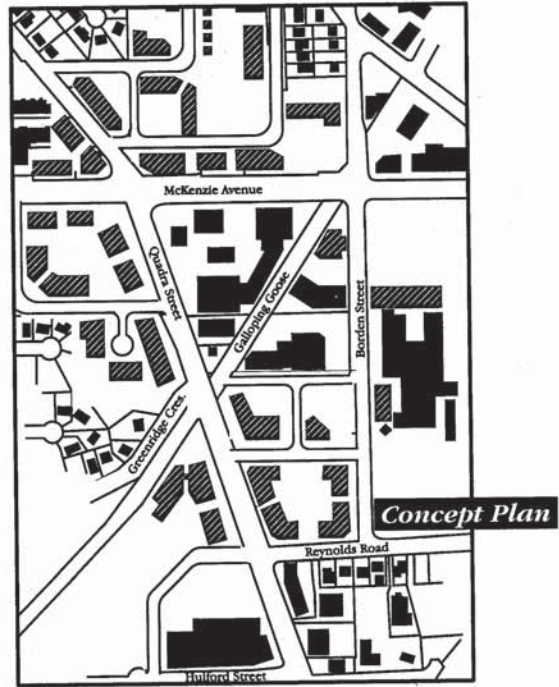 McKenzie Avenue
Quadra Street
Galloping Goose
Borden Street
Greenridge Cres.
Concept Plan
Reynolds Road
Hulford Street